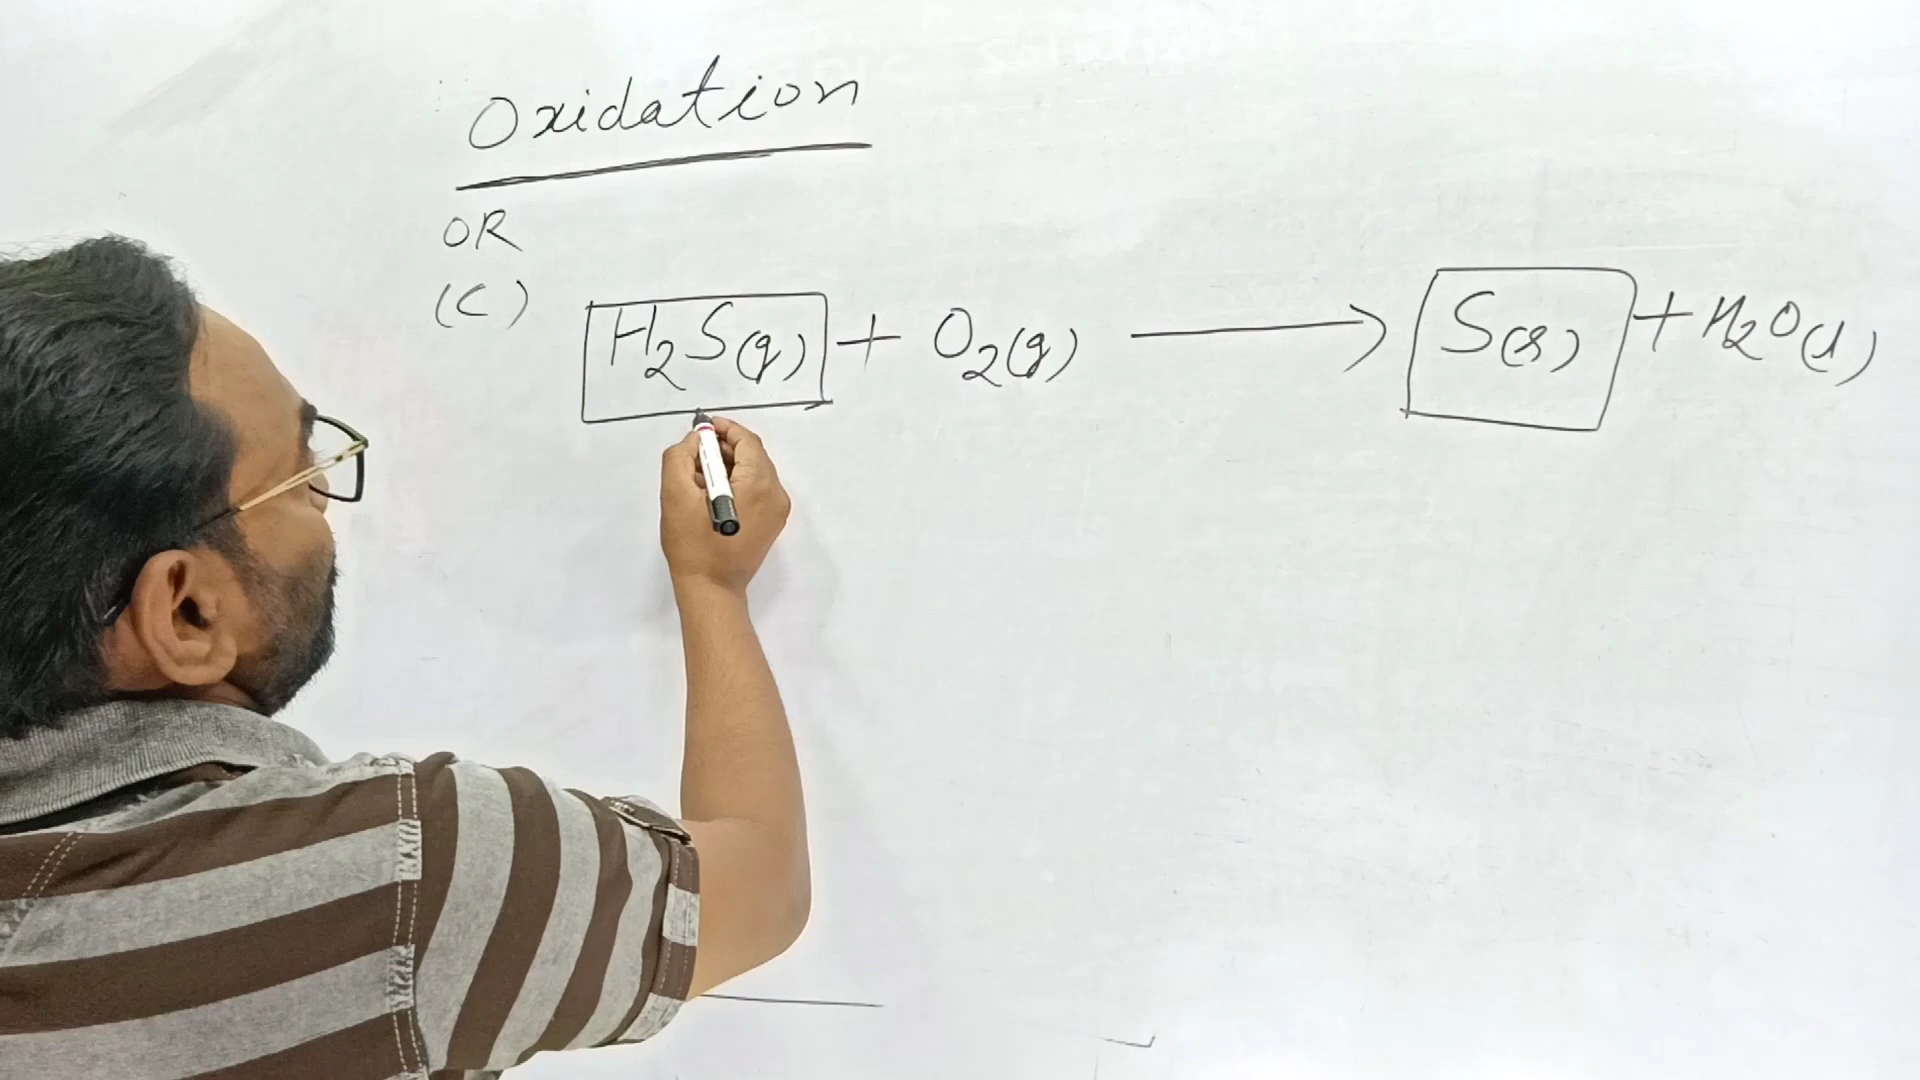 Oxidation
OR
(C) H₂S(g) + O₂(g) ⟶ S(s) + H₂O(l)